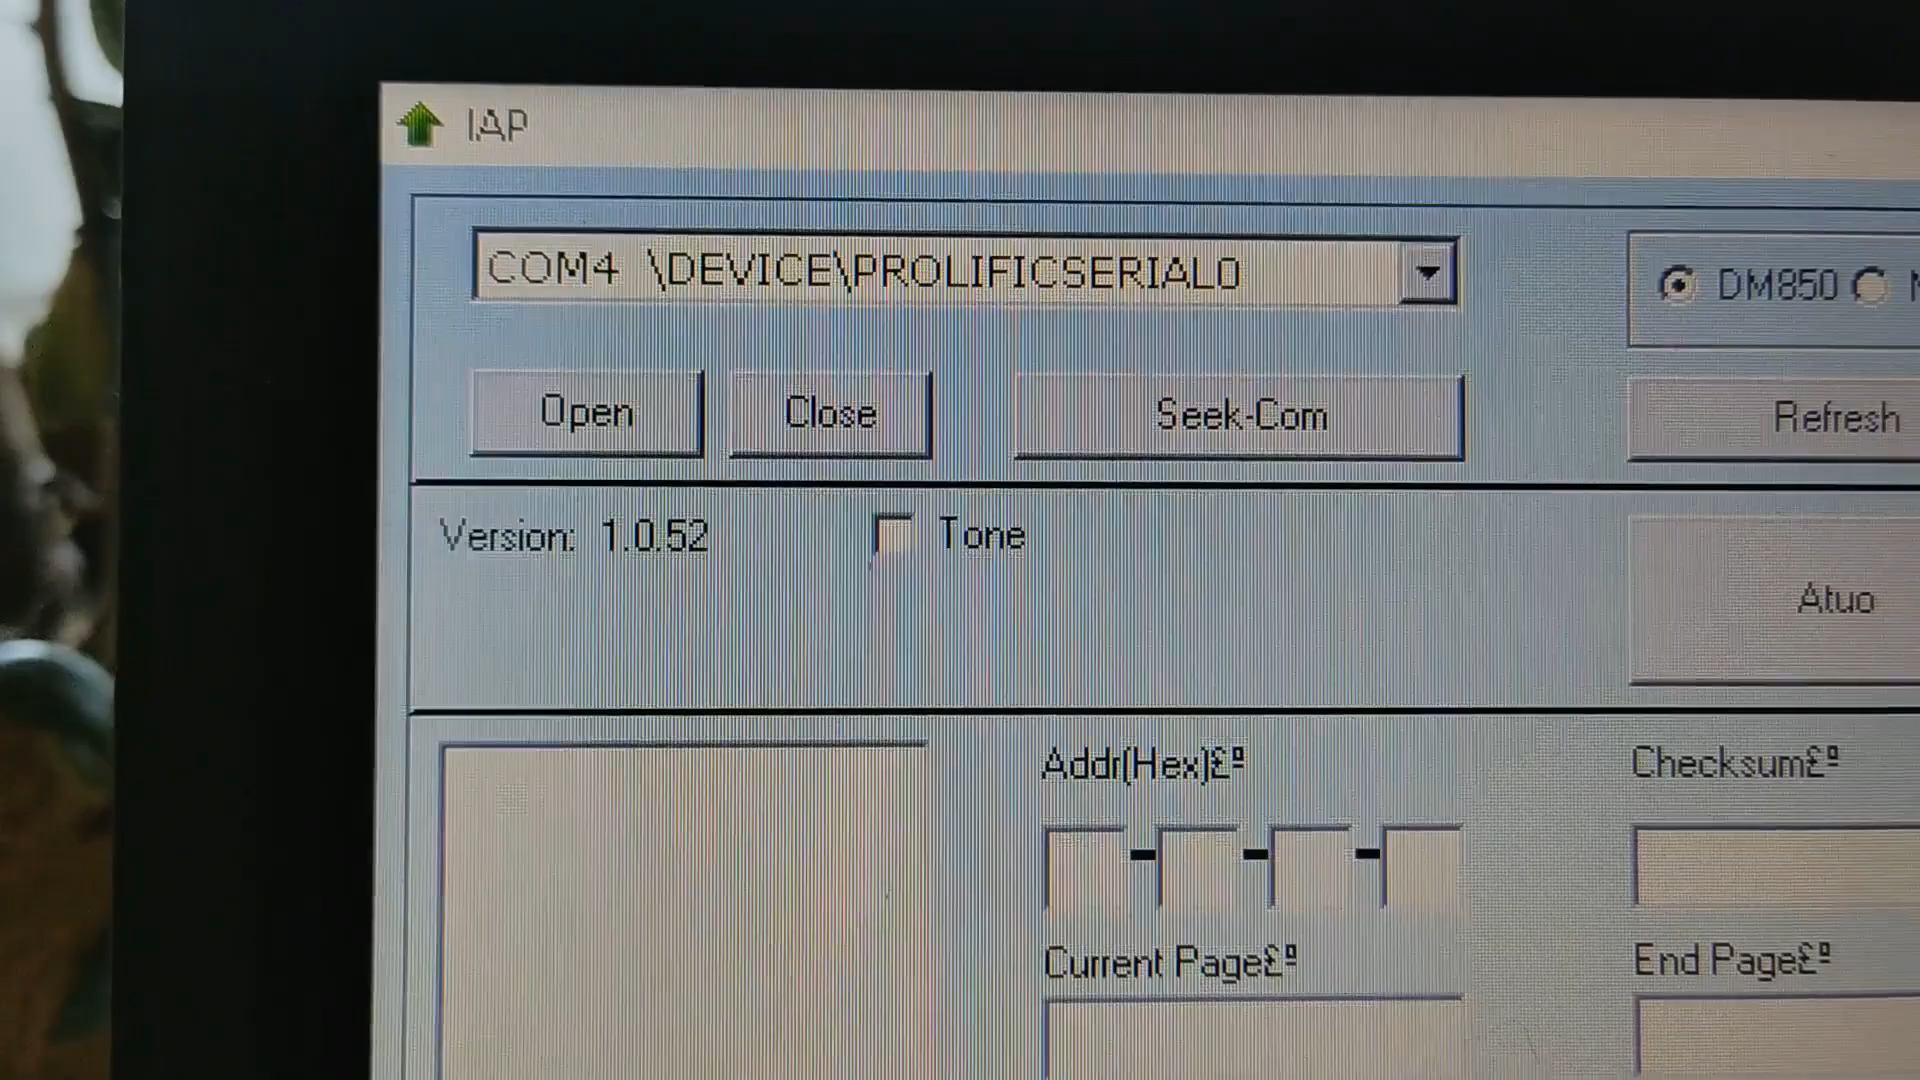 IAP
COM4 \DEVICE\PROLIFICSERIAL0
DM850
Open
Close
Seek-Com
Refresh
Version: 1.0.52
Tone
Atuo
Addr(Hex)£º
Checksum£º
- - -
Current Page£º
End Page£º